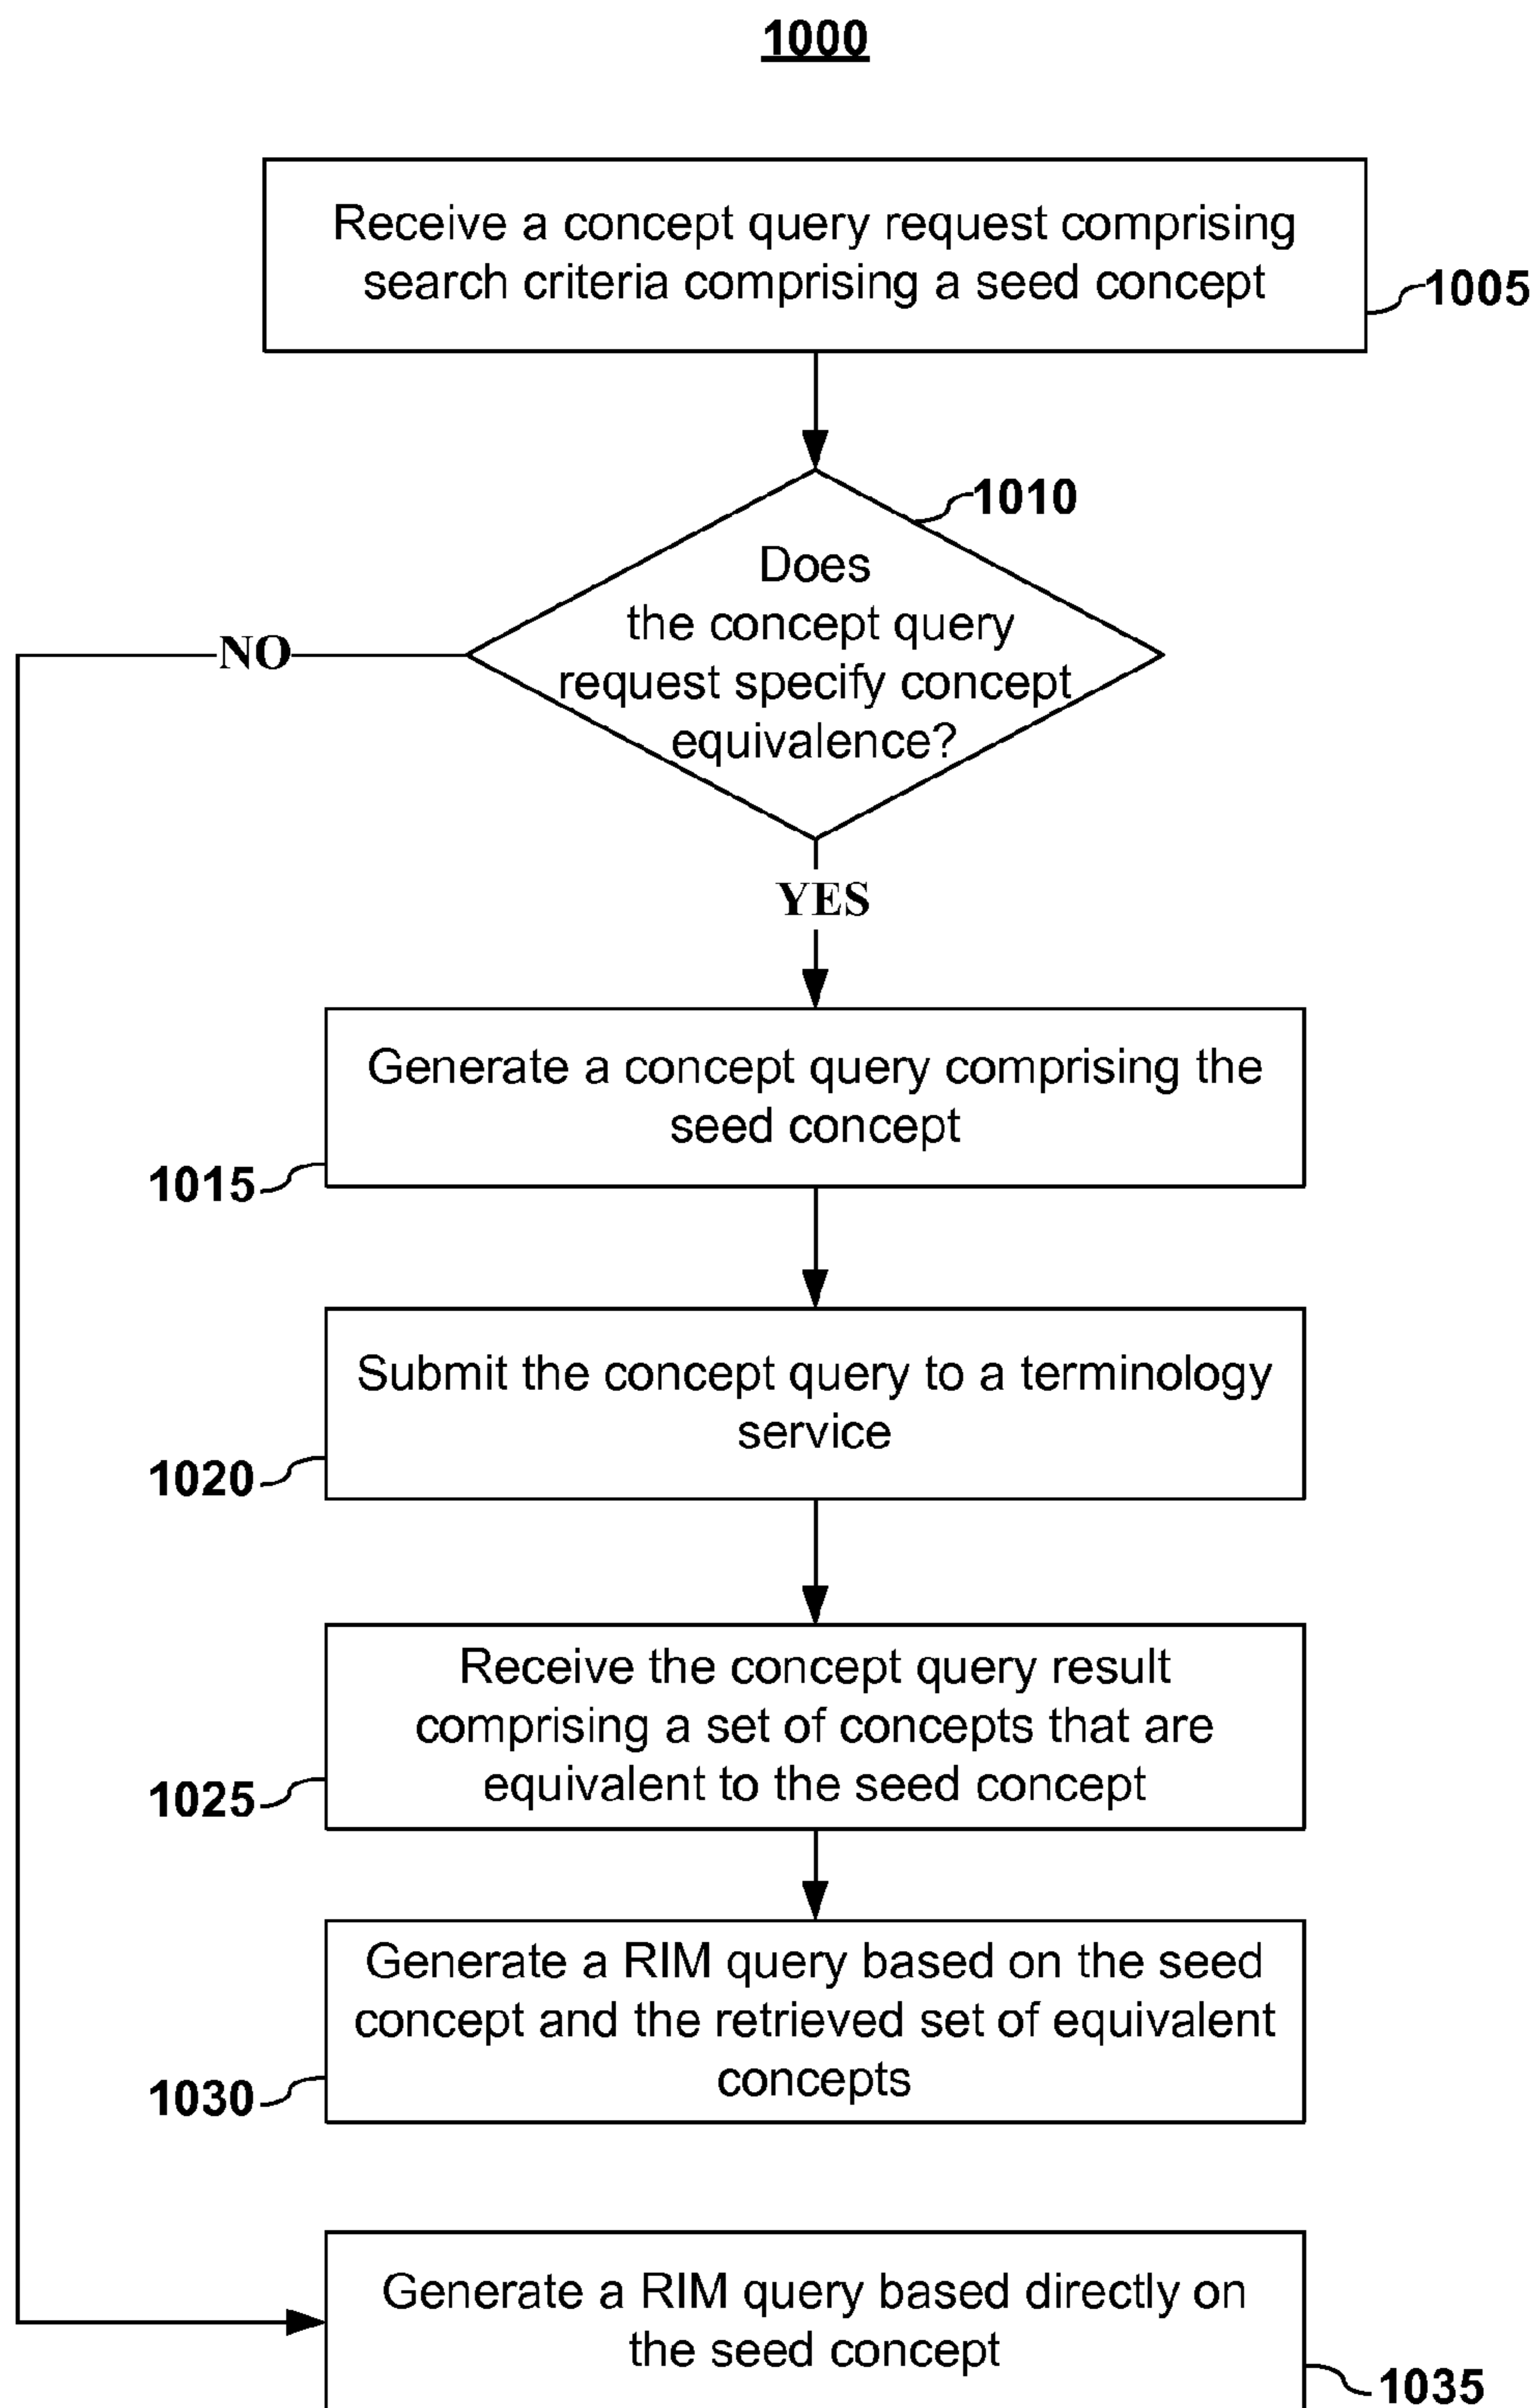 1000
Receive a concept query request comprising
search criteria comprising a seed concept
1005
1010
Does
the concept query
request specify concept
equivalence?
NO
YES
Generate a concept query comprising the
seed concept
1015
Submit the concept query to a terminology
service
1020
Receive the concept query result
comprising a set of concepts that are
equivalent to the seed concept
1025
Generate a RIM query based on the seed
concept and the retrieved set of equivalent
concepts
1030
Generate a RIM query based directly on
the seed concept
1035